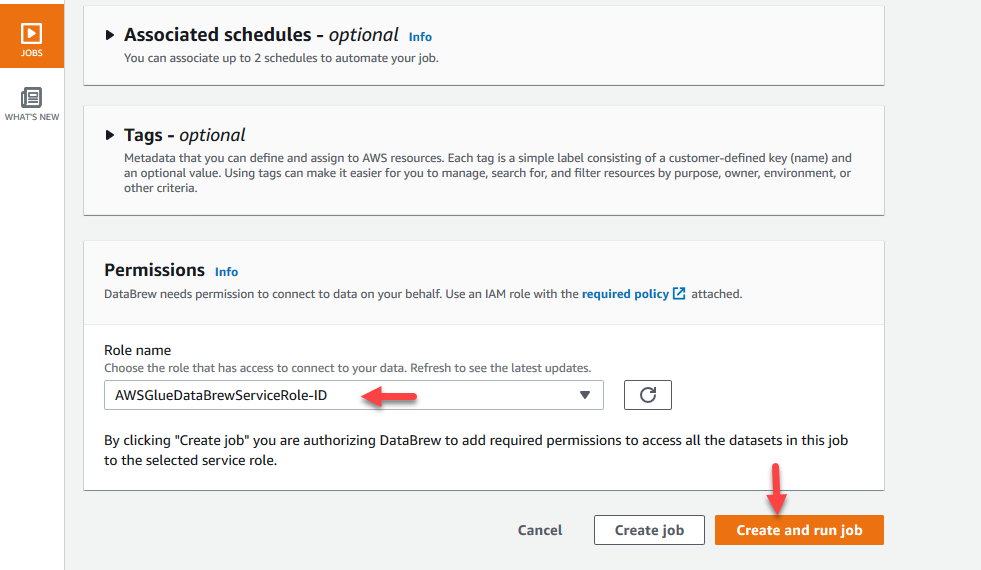 JOBS
WHAT'S NEW
Associated schedules - optional Info
You can associate up to 2 schedules to automate your job.
Tags - optional
Metadata that you can define and assign to AWS resources. Each tag is a simple label consisting of a customer-defined key (name) and
an optional value. Using tags can make it easier for you to manage, search for, and filter resources by purpose, owner, environment, or
other criteria.
Permissions Info
DataBrew needs permission to connect to data on your behalf. Use an IAM role with the required policy attached.
Role name
Choose the role that has access to connect to your data. Refresh to see the latest updates.
AWSGlueDataBrewServiceRole-ID
By clicking "Create job" you are authorizing DataBrew to add required permissions to access all the datasets in this job
to the selected service role.
Cancel Create job Create and run job